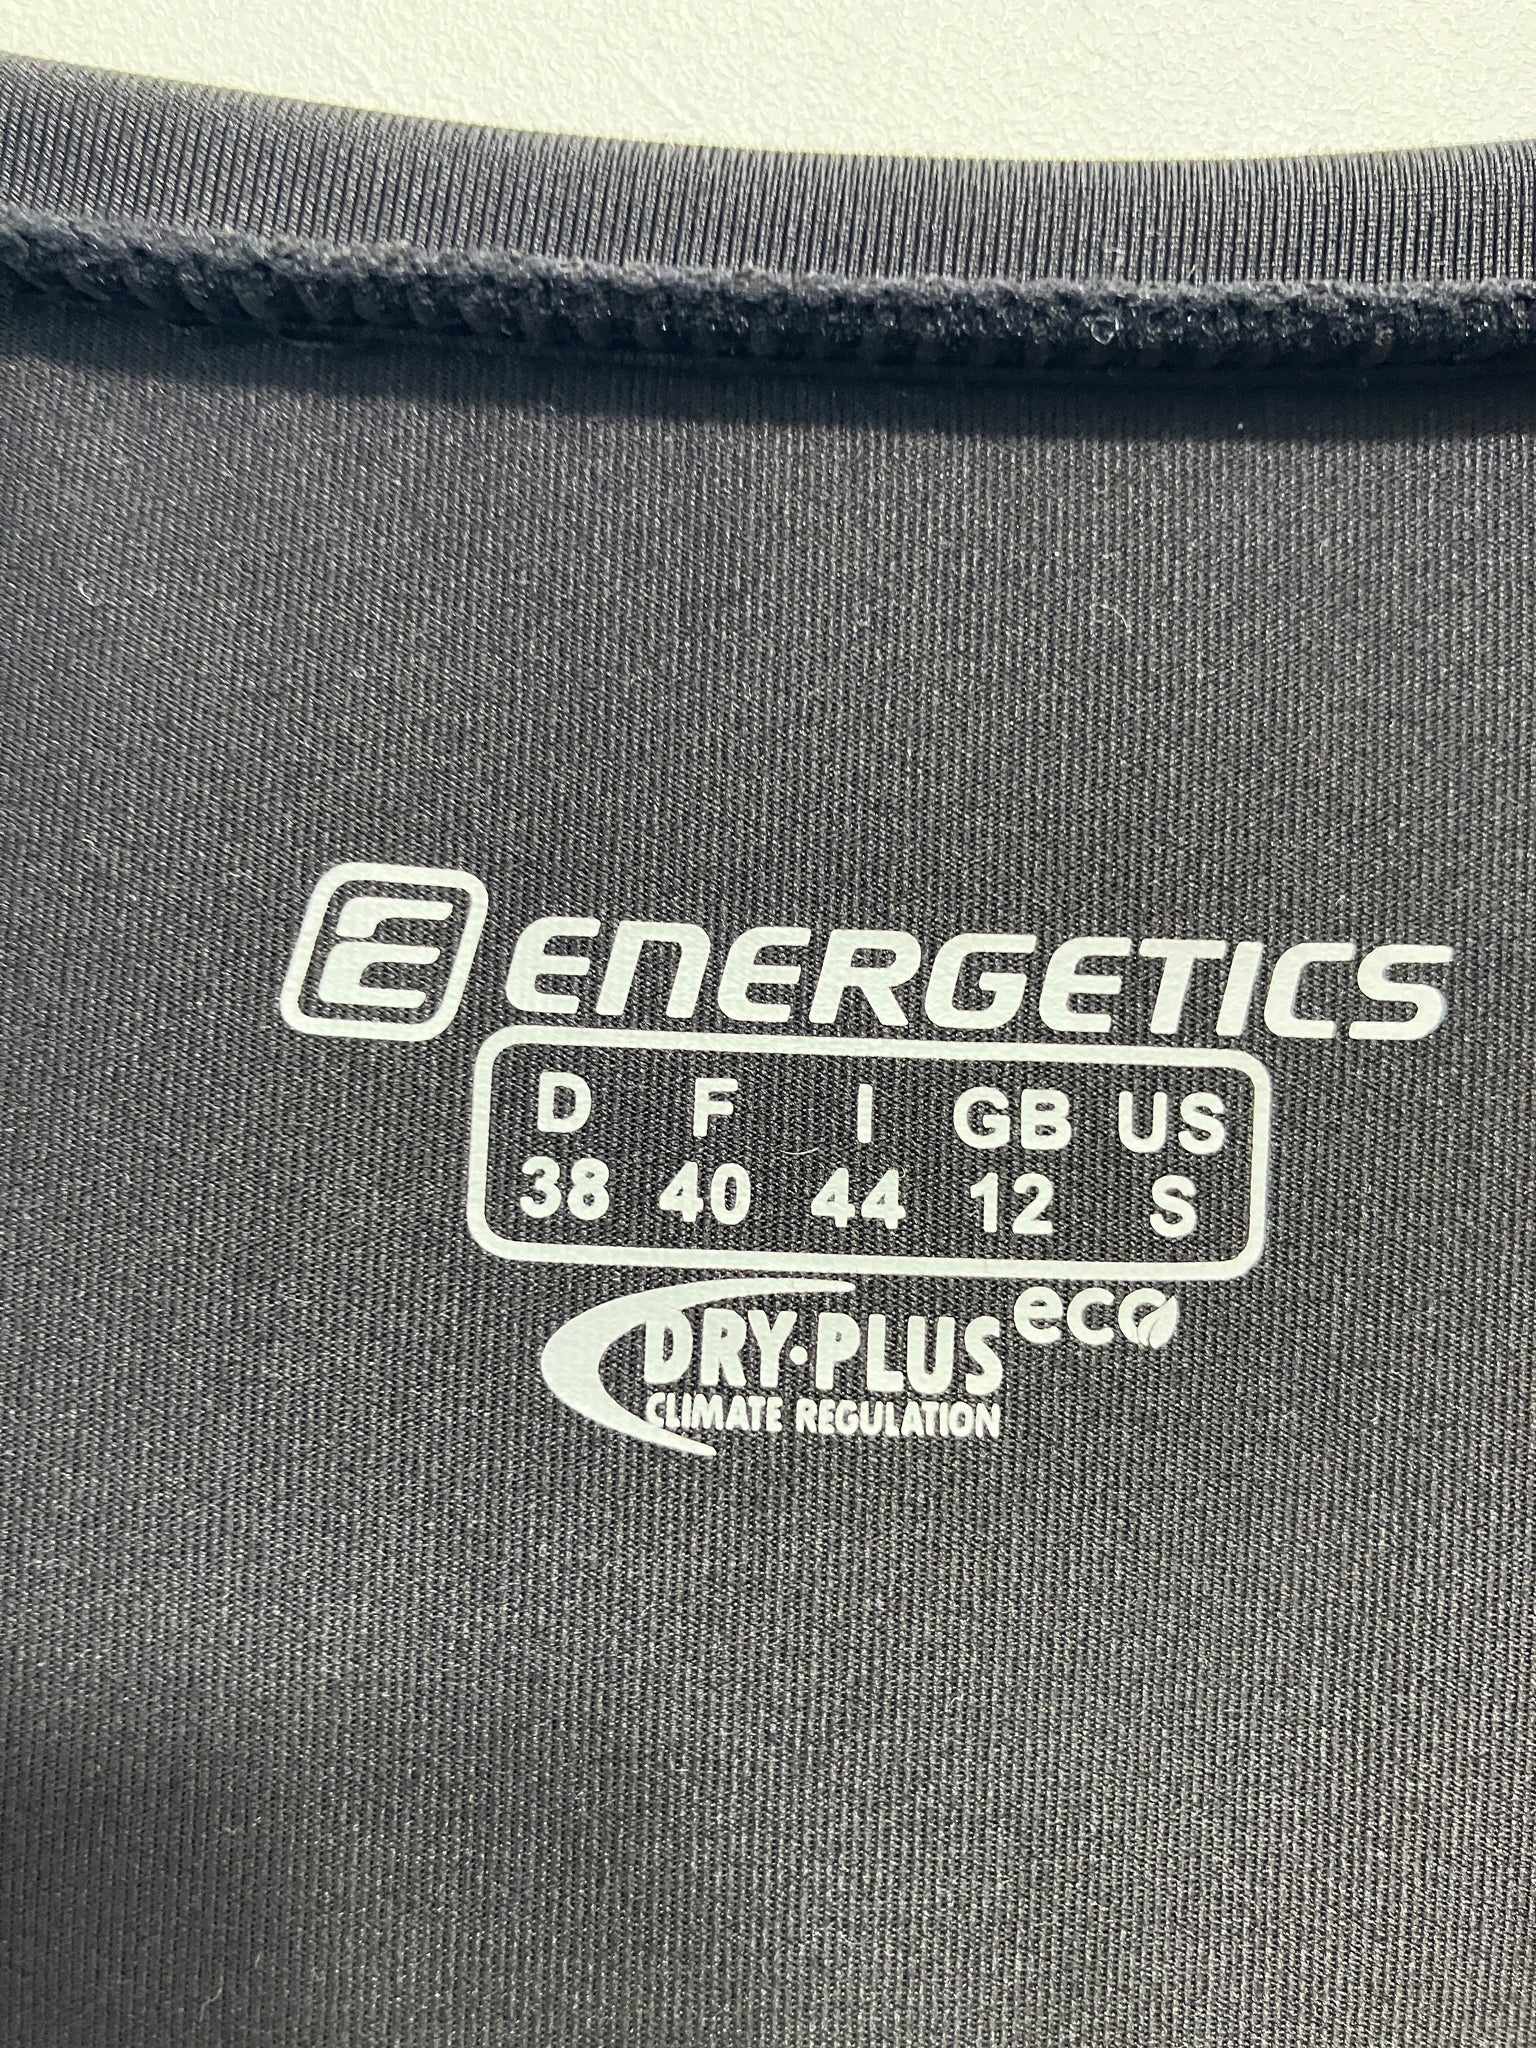 E ENERGETICS
D F I GB US
38 40 44 12 S
DRY·PLUS eco
CLIMATE REGULATION